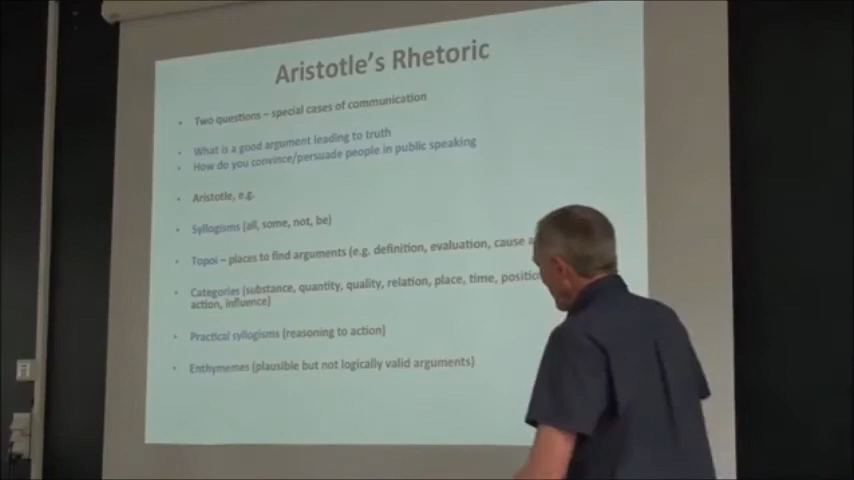 Aristotle's Rhetoric
Two questions – special cases of communication
What is a good argument leading to truth
How do you convince/persuade people in public speaking
Aristotle, e.g.
Syllogisms (all, some, not, be)
Topoi – places to find arguments (e.g. definition, evaluation, cause
Categories (substance, quantity, quality, relation, place, time,
action, influence)
Practical syllogisms (reasoning to action)
Enthymemes (plausible but not logically valid arguments)